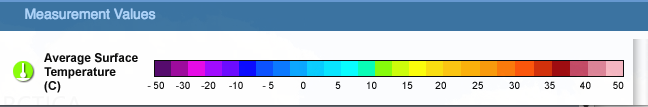 Measurement Values
Average Surface
Temperature
(C)
- 50 -30 -20 -10 - 5 0 5 10 15 20 25 30 35 40 50